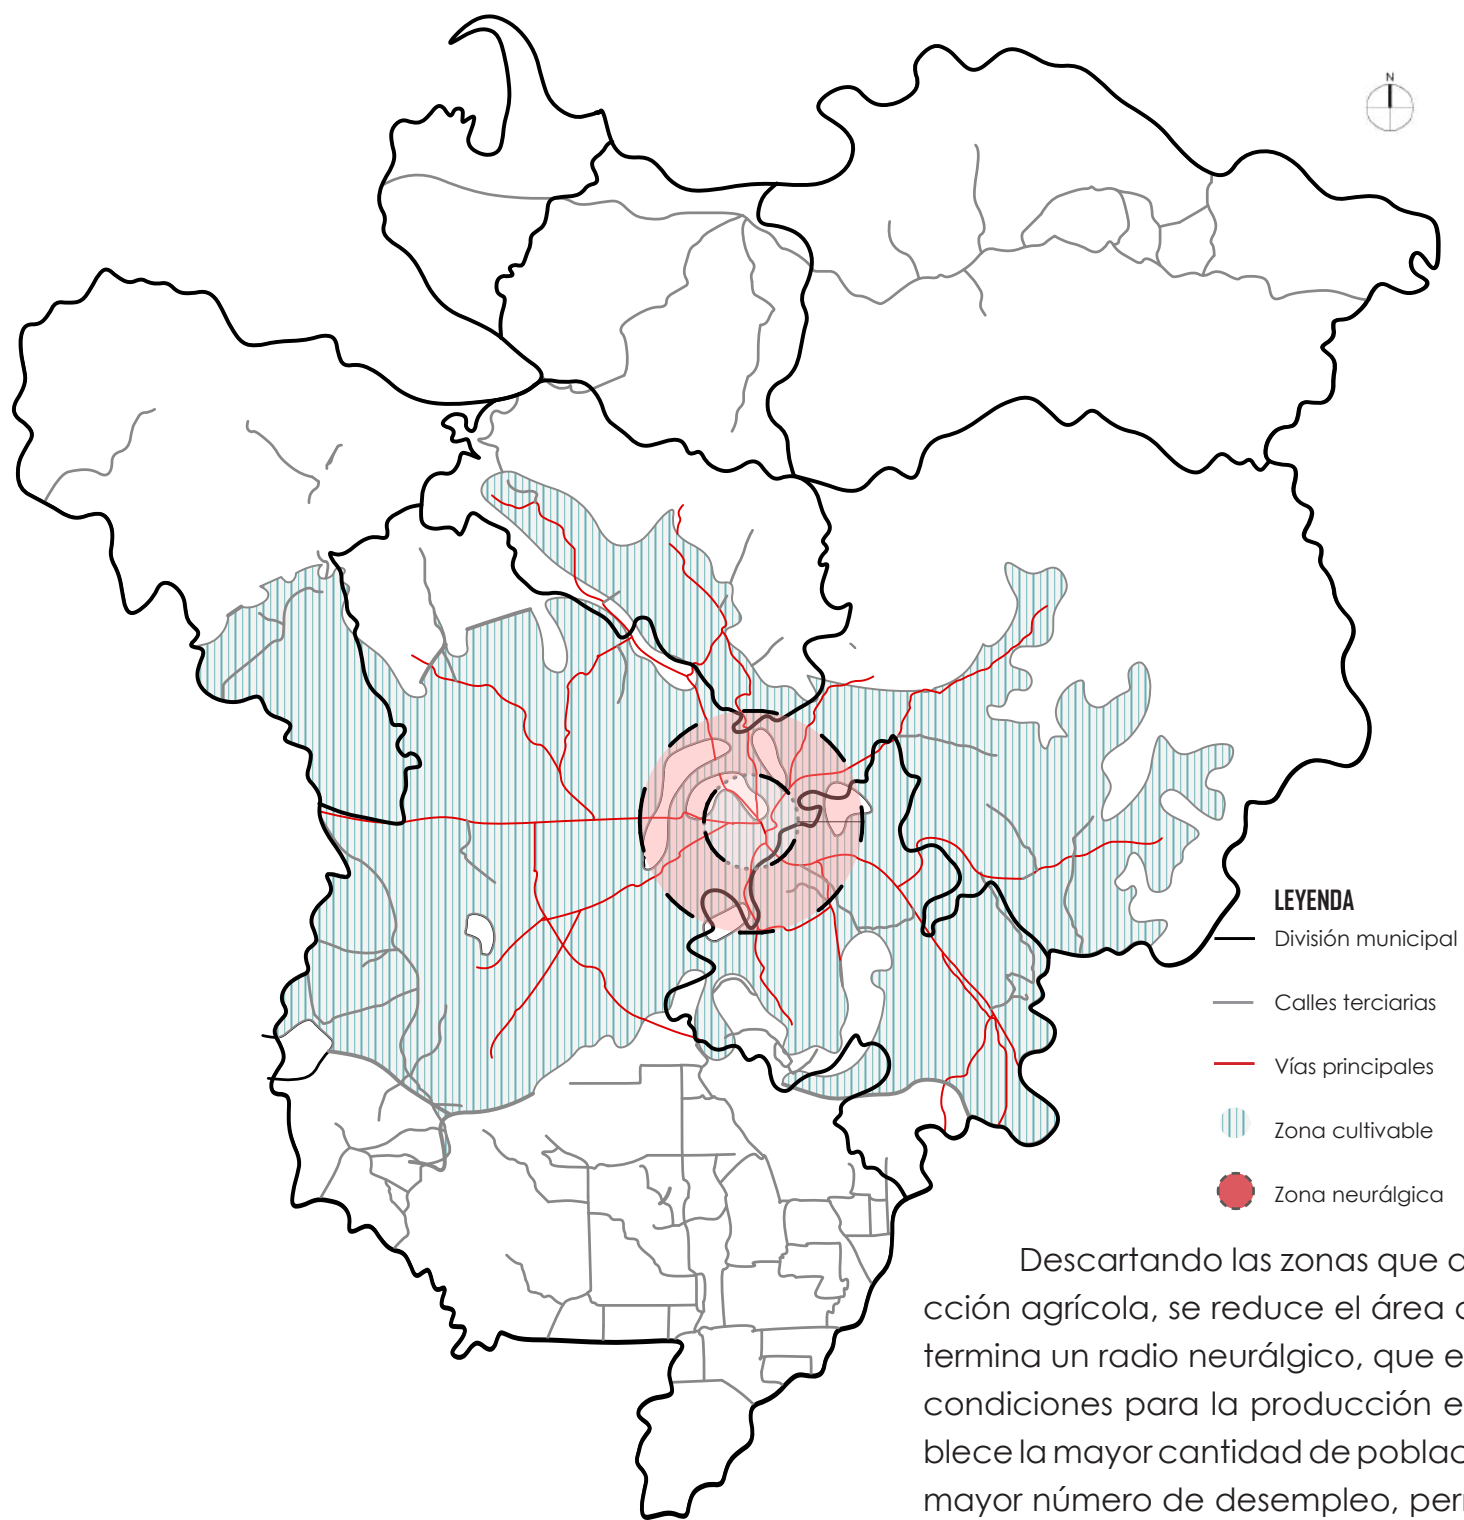 N
LEYENDA
División municipal
Calles terciarias
Vías principales
Zona cultivable
Zona neurálgica
Descartando las zonas que
cción agrícola, se reduce el área
termina un radio neurálgico, que
condiciones para la producción
blece la mayor cantidad de
mayor número de desempleo,